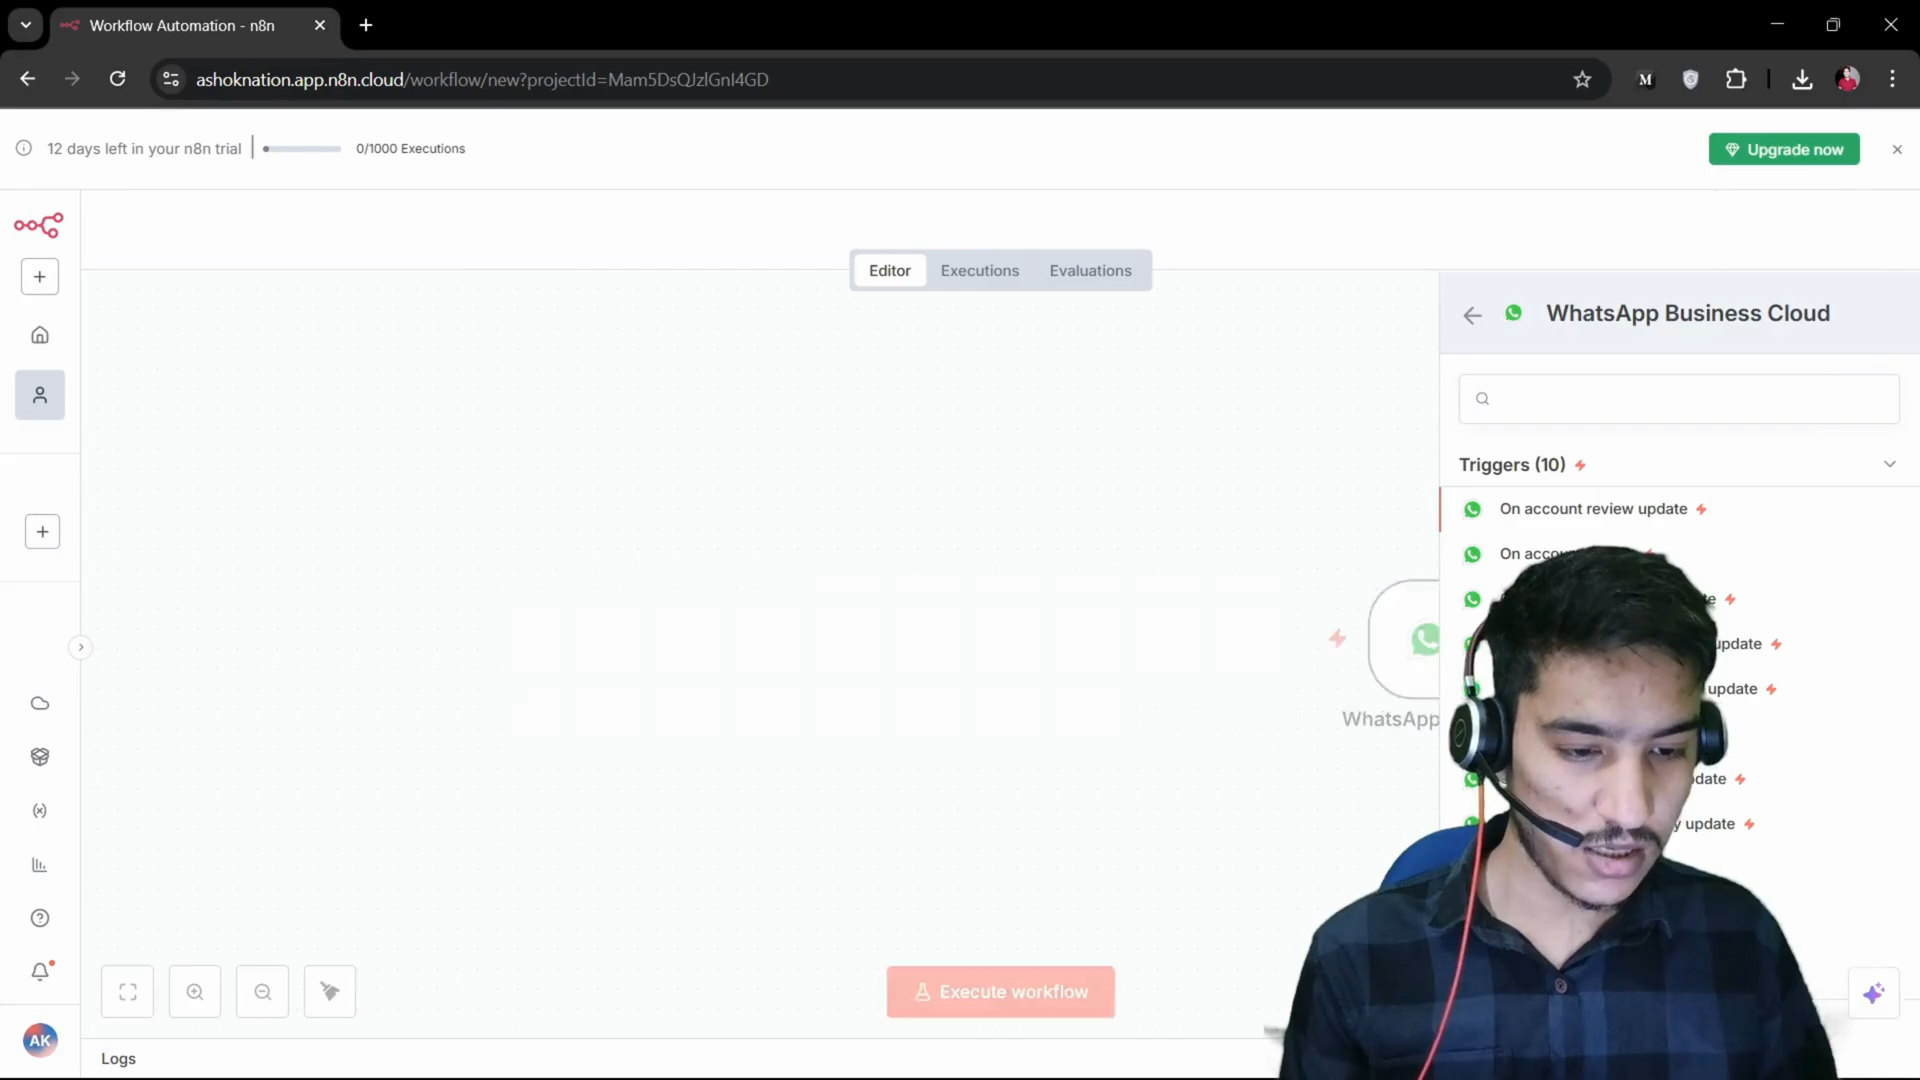 Workflow Automation - n8n
ashoknation.app.n8n.cloud/workflow/new?projectId=Mam5DsQJzlGnI4GD
M
12 days left in your n8n trial
0/1000 Executions
Upgrade now
Editor
Executions
Evaluations
WhatsApp Business Cloud
Triggers (10)
On account review update
On
update
update
WhatsApp
update
Execute workflow
AK
Logs